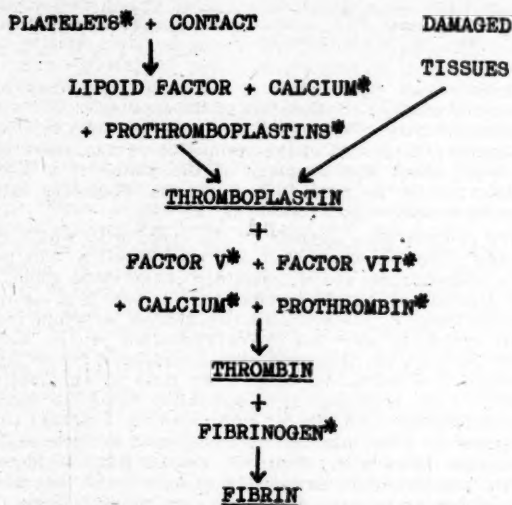 PLATELETS* + CONTACT
DAMAGED
TISSUES
LIPOID FACTOR + CALCIUM*
+ PROTHROMBOPLASTINS*
THROMBOPLASTIN
+
FACTOR V* + FACTOR VII*
+ CALCIUM* + PROTHROMBIN*
THROMBIN
+
FIBRINOGEN*
FIBRIN